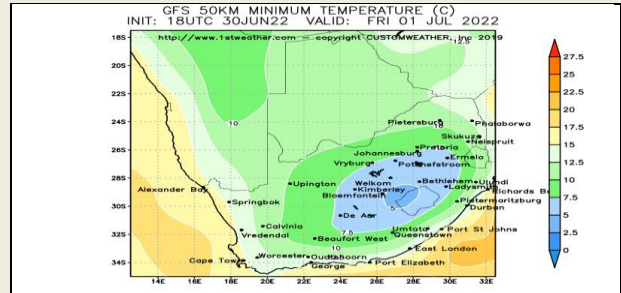 GFS 50KM MINIMUM TEMPERATURE (C)
INIT: 18UTC 30JUN22 VALID: FRI 01 JUL 2022
http://www.1stweather.com - copyright CUSTOMWEATHER, Inc 2019
12.5
18S
20S
22S
24S
26S
28S
30S
32S
34S
10
Pietersburg
10
Phalaborwa
Skukuza
Nelspruit
Pretoria
Johannesburg
Ermelo
Vryburg
Potchefstroom
Welkom
Bethlehem
Ulundi
Alexander Bay
Upington
Kimberley
Ladysmith
Richards B
Bloemfontein
Springbok
5
Pietermaritzburg
Durban
De Aar
Calvinia
Vredendal
7.5
Umtata
Port St Johns
Beaufort West
Queenstown
10
East London
Cape Town
Worcester
Oudtshoorn
George
Port Elizabeth
14E 16E 18E 20E 22E 24E 26E 28E 30E 32E
27.5
25
22.5
20
17.5
15
12.5
10
7.5
5
2.5
0